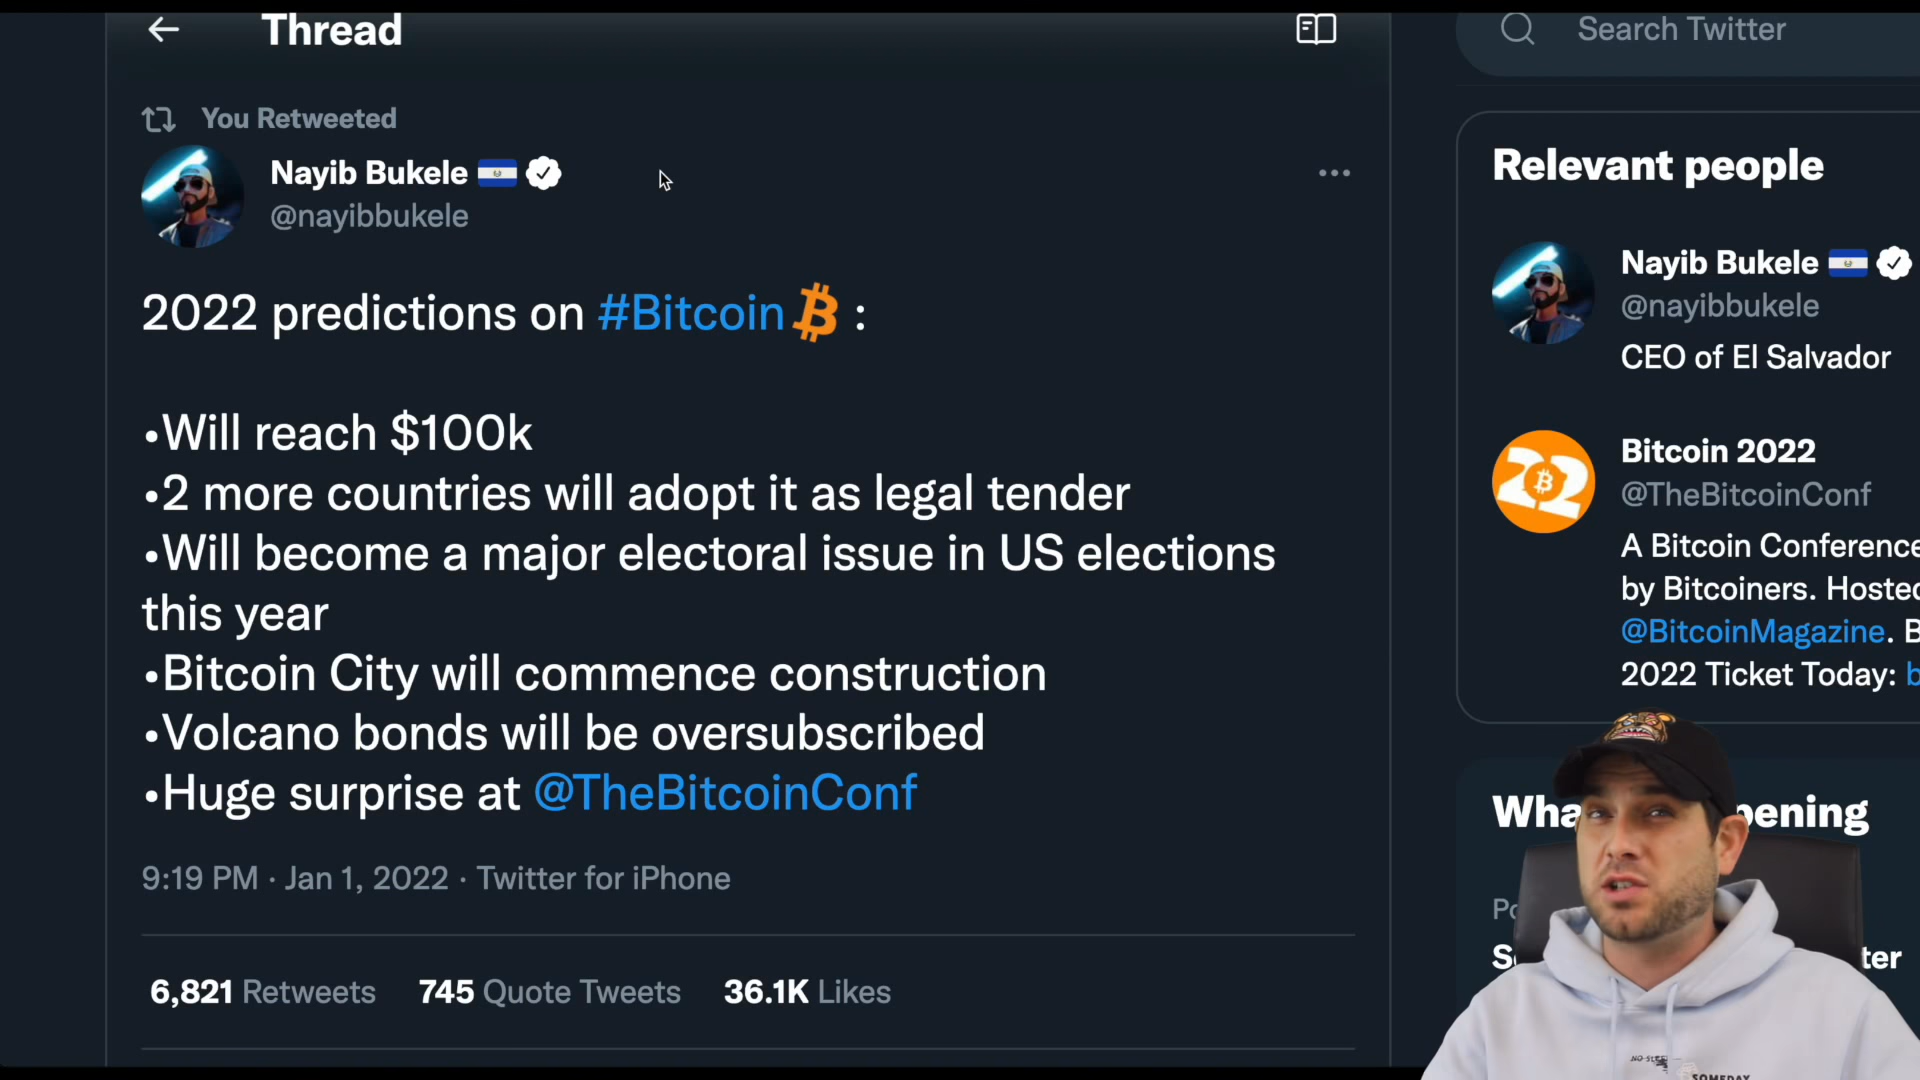 Thread
Search Twitter
You Retweeted
Nayib Bukele
@nayibbukele
2022 predictions on #Bitcoin :
•Will reach $100k
•2 more countries will adopt it as legal tender
•Will become a major electoral issue in US elections
this year
•Bitcoin City will commence construction
•Volcano bonds will be oversubscribed
•Huge surprise at @TheBitcoinConf
9:19 PM · Jan 1, 2022 · Twitter for iPhone
6,821 Retweets 745 Quote Tweets 36.1K Likes
Relevant people
Nayib Bukele
@nayibbukele
CEO of El Salvador
Bitcoin 2022
@TheBitcoinConf
A Bitcoin Conference
by Bitcoiners. Hosted
@BitcoinMagazine. B
2022 Ticket Today: b
Wha pening
SOMEDAY